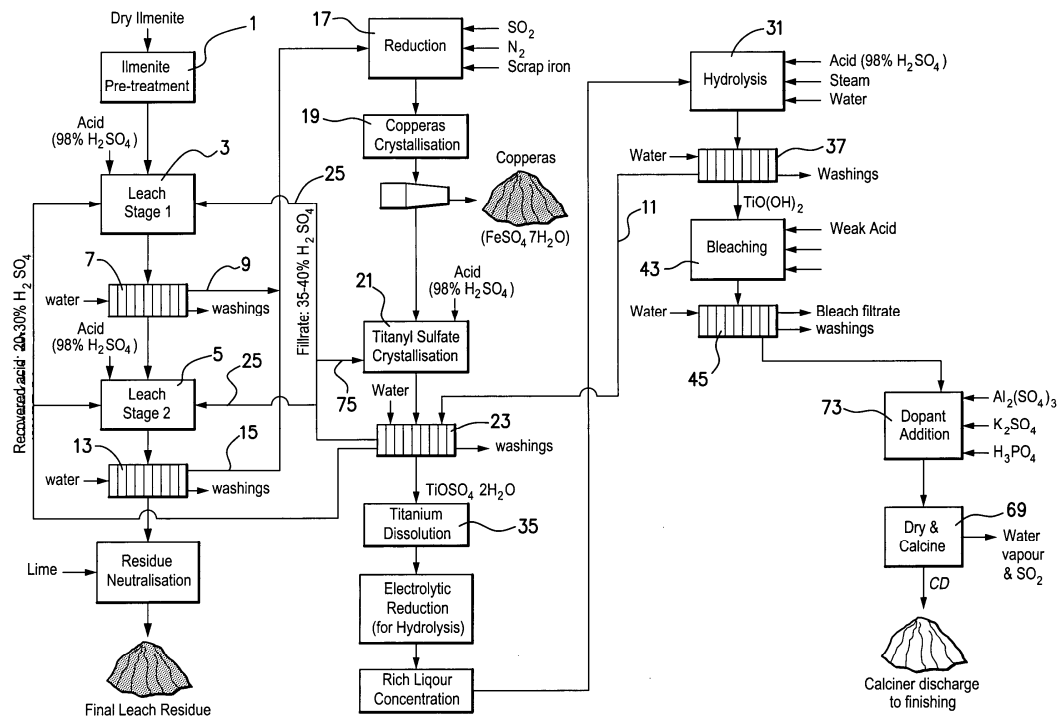 Dry Ilmenite
1
Ilmenite
Pre-treatment
Acid
(98% H2SO4)
3
Leach
Stage 1
25
7
9
water
washings
Acid
(98% H2SO4)
5
Leach
Stage 2
25
13
15
water
washings
Lime
Residue
Neutralisation
Final Leach Residue
Recovered acid: 20-30% H2 SO4
Fillrate: 35-40% H2 SO4
17
Reduction
SO2
N2
Scrap iron
19
Copperas
Crystallisation
Copperas
(FeSO4 7H2O)
21
Acid
(98% H2SO4)
Titanyl Sulfate
Crystallisation
75
Water
23
washings
TiOSO4 2H2O
Titanium
Dissolution
35
Electrolytic
Reduction
(for Hydrolysis)
Rich Liqour
Concentration
31
Hydrolysis
Acid (98% H2SO4)
Steam
Water
Water
37
Washings
TiO(OH)2
11
Bleaching
Weak Acid
43
Water
Bleach filtrate
washings
45
73
Dopant
Addition
Al2(SO4)3
K2SO4
H3PO4
69
Dry &
Calcine
Water
vapour
& SO2
CD
Calciner discharge
to finishing